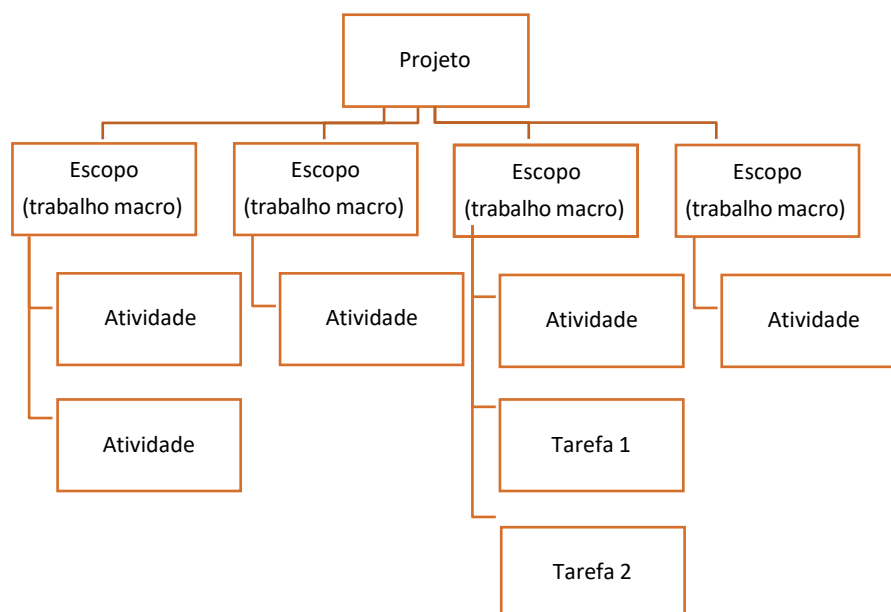 Projeto
Escopo
(trabalho macro)
Escopo
(trabalho macro)
Escopo
(trabalho macro)
Escopo
(trabalho macro)
Atividade
Atividade
Atividade
Atividade
Atividade
Tarefa 1
Tarefa 2